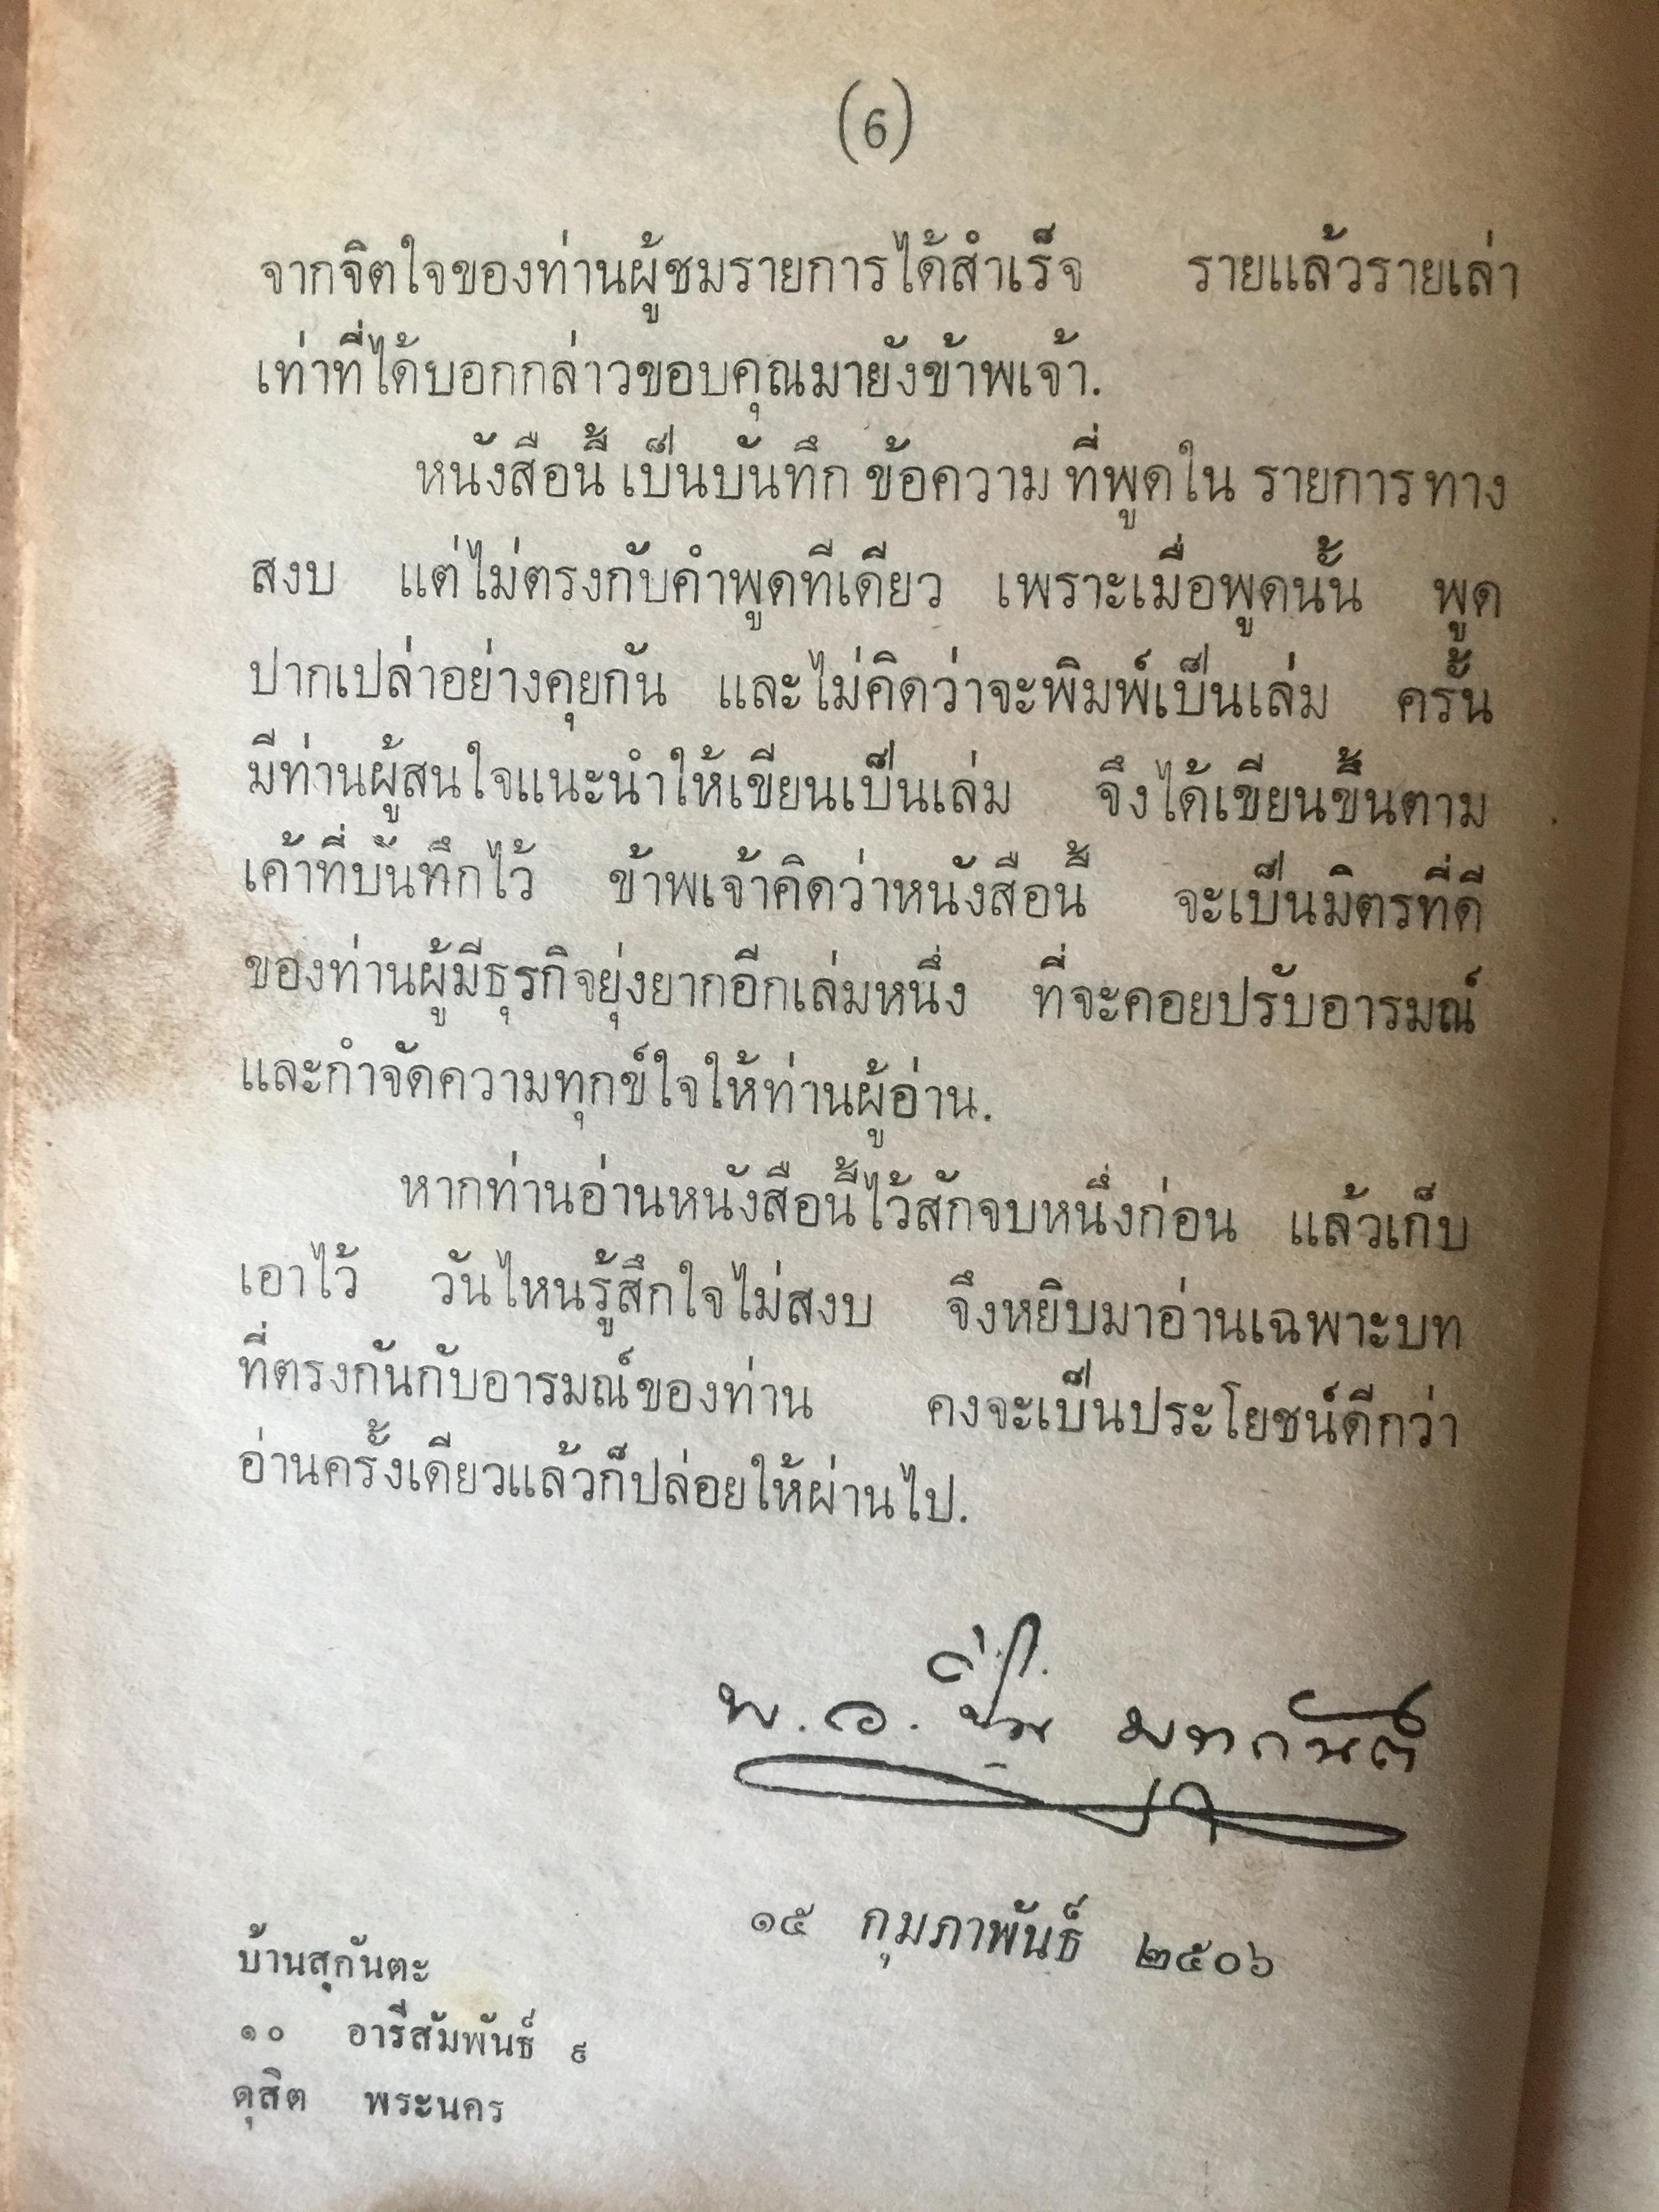 (6)
จากจิตใจของท่านผู้ชมรายการได้สำเร็จ รายแล้วรายเล่า
เท่าที่ได้บอกกล่าวขอบคุณมายังข้าพเจ้า.
หนังสือนี้ เป็นบันทึก ข้อความ ที่พูดใน รายการ ทาง
สงบ แต่ไม่ตรงกับคำพูดทีเดียว เพราะเมื่อพูดนั้น พูด
ปากเปล่าอย่างคุยกัน และไม่คิดว่าจะพิมพ์เป็นเล่ม ครั้น
มีท่านผู้สนใจแนะนำให้เขียนเป็นเล่ม จึงได้เขียนขึ้นตาม
เค้าที่บันทึกไว้ ข้าพเจ้าคิดว่าหนังสือนี้ จะเป็นมิตรที่ดี
ของท่านผู้มีธุรกิจยุ่งยากอีกเล่มหนึ่ง ที่จะคอยปรับอารมณ์
และกำจัดความทุกข์ใจให้ท่านผู้อ่าน.
หากท่านอ่านหนังสือนี้ไว้สักจบหนึ่งก่อน แล้วเก็บ
เอาไว้ วันไหนรู้สึกใจไม่สงบ จึงหยิบมาอ่านเฉพาะบท
ที่ตรงกันกับอารมณ์ของท่าน คงจะเป็นประโยชน์ดีกว่า
อ่านครั้งเดียวแล้วก็ปล่อยให้ผ่านไป.
พ.อ. ปิ่น มุทุกันต์
๑๕ กุมภาพันธ์ ๒๕๐๖
บ้านสุกันตะ
๑๐ อารีสัมพันธ์ ๙
ดุสิต พระนคร